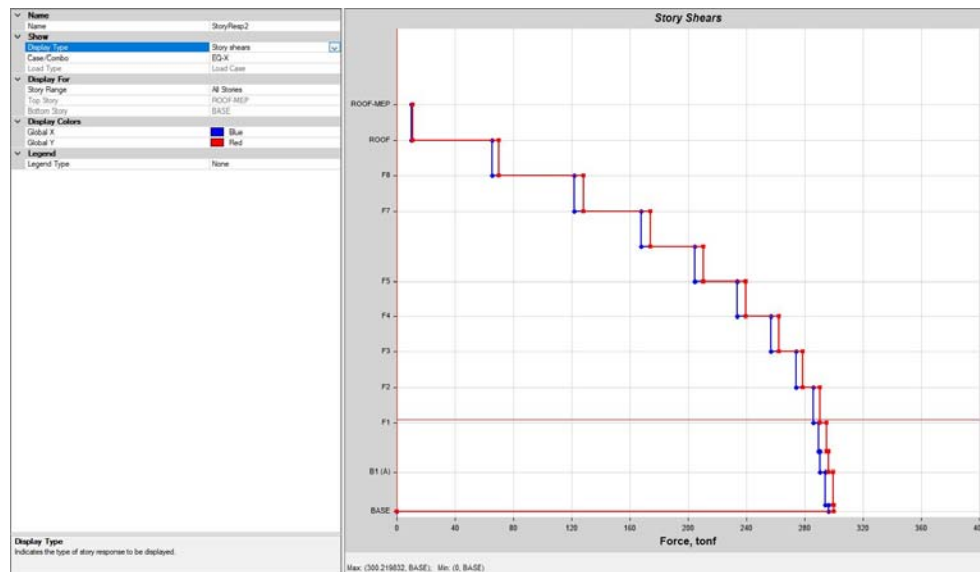 Name
Name StoryResp2
Show
Display Type Story shears
Case/Combo EQ-X
Load Type Load Case
Display For
Story Range All Stories
Top Story ROOF-MEP
Bottom Story BASE
Display Colors
Global X Blue
Global Y Red
Legend
Legend Type None
Display Type
Indicates the type of story response to be displayed.
Story Shears
ROOF-MEP
ROOF
F8
F7
F5
F4
F3
F2
F1
B1 (A)
BASE
0 40 80 120 160 200 240 280 320 360 400
Force, tonf
Max: (300.219832, BASE); Min: (0, BASE)